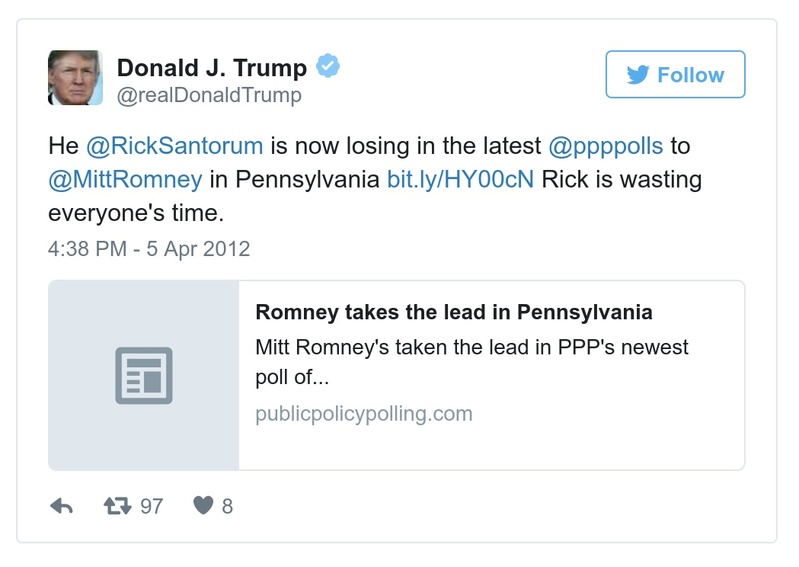 Donald J. Trump
@realDonaldTrump
Follow
He @RickSantorum is now losing in the latest @ppppolls to
@MittRomney in Pennsylvania bit.ly/HY00cN Rick is wasting
everyone's time.
4:38 PM - 5 Apr 2012
Romney takes the lead in Pennsylvania
Mitt Romney's taken the lead in PPP's newest
poll of...
publicpolicypolling.com
97 8